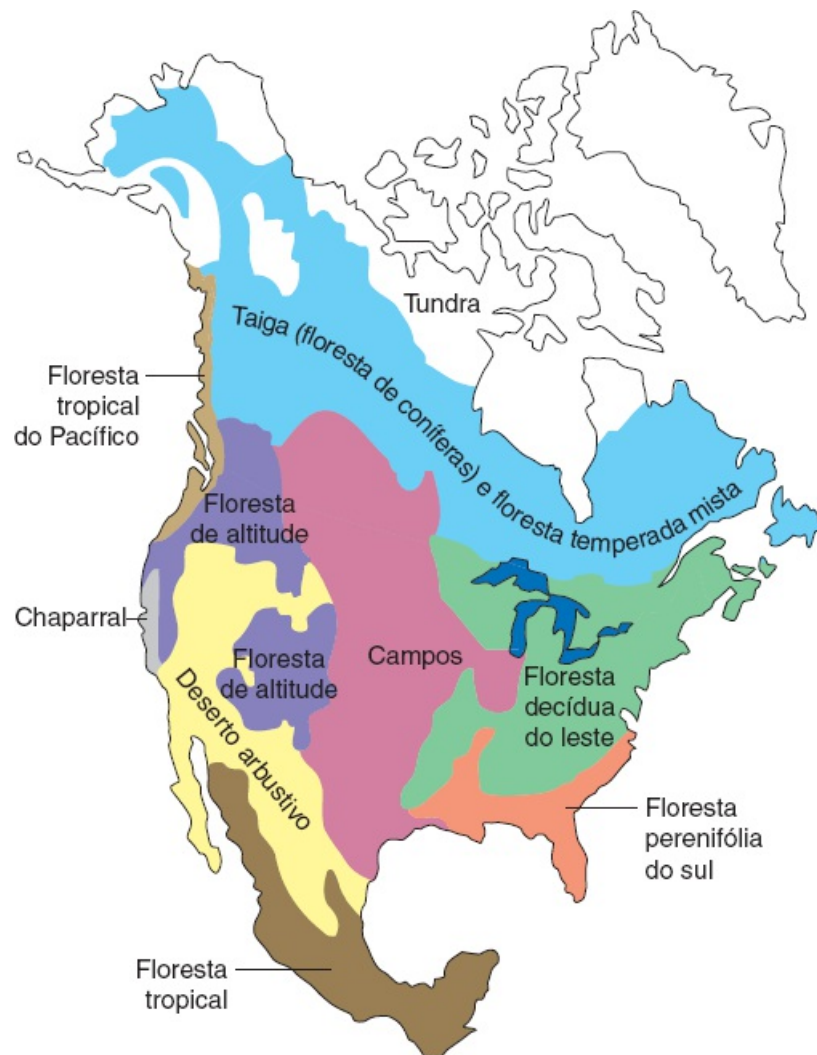 Tundra
Taiga (floresta de coníferas) e floresta temperada mista
Floresta
tropical
do Pacífico
Floresta
de altitude
Chaparral
Floresta
de altitude
Campos
Floresta
decídua
do leste
Deserto arbustivo
Floresta
perenifólia
do sul
Floresta
tropical